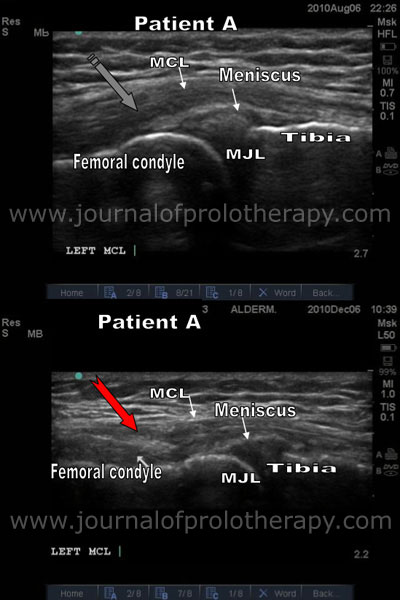 2010Aug06 22:26
Patient A
Res
S
MB
Msk
HFL
100%
MI
0.7
TIS
0.1
MCL
Meniscus
Tibia
Femoral condyle
MJL
A
B
www.journalofprolotherapy.com
LEFT MCL
2.7
Home
A 2/8
B 8/21
C 1/8
Word
Back...
3 ALDERM. 2010Dec06 10:39
Patient A
Res
S
MB
Msk
L50
99%
MI
1.0
TIS
0.1
MCL
Meniscus
Femoral condyle
Tibia
MJL
A
B
www.journalofprolotherapy.com
LEFT MCL
2.2
Home
A 2/8
B 7/8
C 1/8
Word
Back...